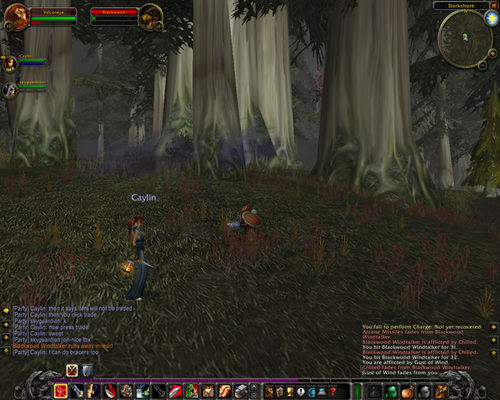 Darkshore
Blackwood
Caylin
skyguardian
Caylin
[Party] Caylin: then it says item will not be traded
[Party] Caylin: then you click trade
[Party] skyguardian: k
[Party] Caylin: now press trade
[Party] Caylin: sweet
[Party] skyguardian: oh nice thx
Blackwood Windtalker runs away in fear!
[Party] Caylin: I can do bracers too.
You fail to perform Charge: Not yet recovered
Arcane Missiles fades from Blackwood
Windtalker.
Blackwood Windtalker is afflicted by Chilled.
You hit Blackwood Windtalker for 31.
Blackwood Windtalker is afflicted by Chilled.
You hit Blackwood Windtalker for 32.
You are afflicted by Gust of Wind.
Chilled fades from Blackwood Windtalker.
Gust of Wind fades from you.